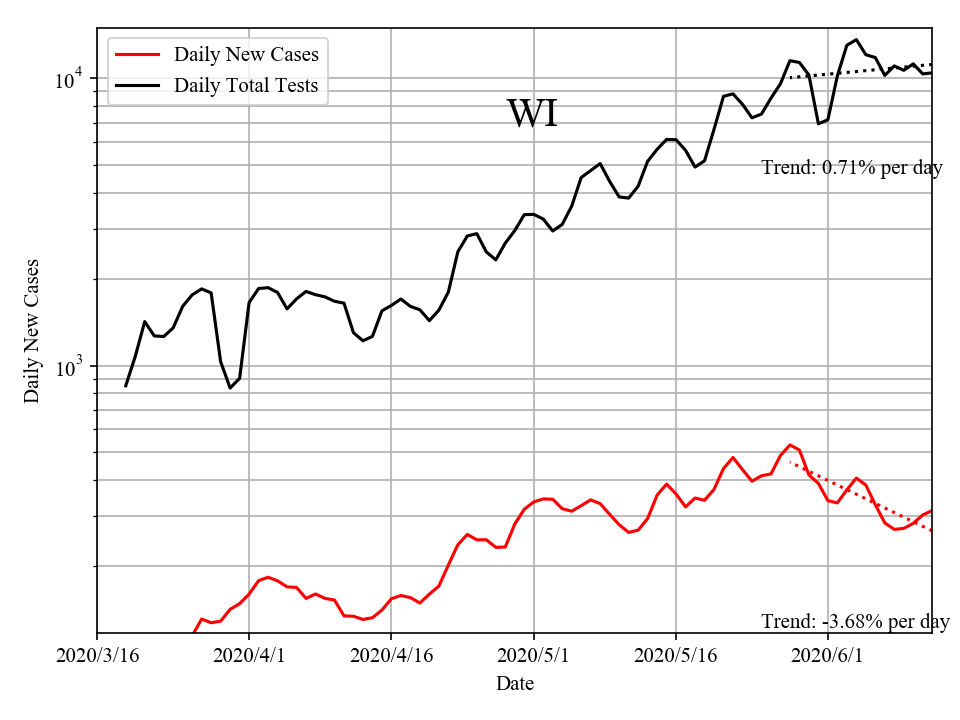 Daily New Cases
Daily Total Tests
WI
10^4
10^3
Daily New Cases
Trend: 0.71% per day
Trend: -3.68% per day
2020/3/16 2020/4/1 2020/4/16 2020/5/1 2020/5/16 2020/6/1
Date